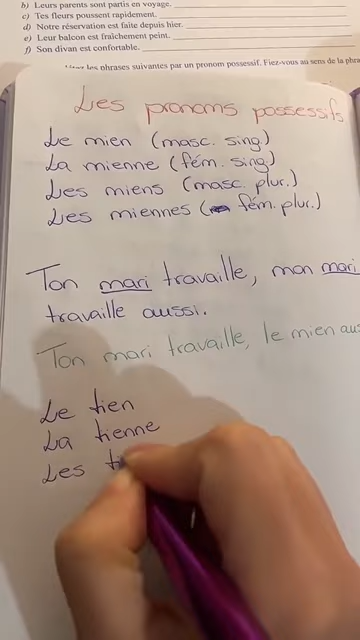 b) Leurs parents sont partis en voyage.
c) Tes fleurs poussent rapidement.
d) Notre réservation est faite depuis hier.
e) Leur balcon est fraîchement peint.
f) Son divan est confortable.
les phrases suivantes par un pronom possessif. Fiez-vous au sens de la phra
Les pronoms possessifs
Le mien (masc. sing.)
La mienne (fém. sing.)
Les miens (masc. plur.)
Les miennes (fém. plur.)
Ton mari travaille, mon mari
travaille aussi.
Ton mari travaille, le mien aus
Le tien
La tienne
Les ti